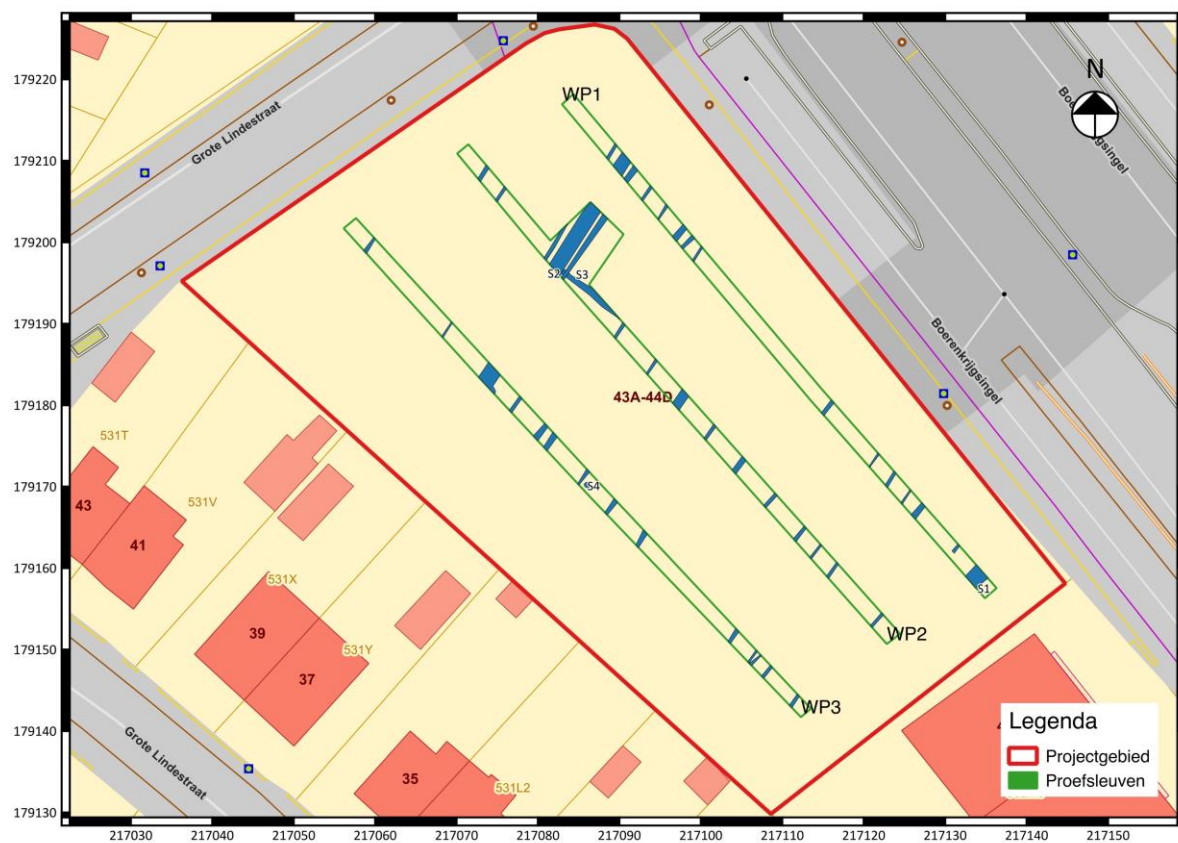 N
WP1
Grote Lindestraat
Boerenkrijgsingel
S2
S3
43A-44D
531T
43
531V
41
S4
S1
531X
39
531Y
37
WP2
WP3
Grote Lindestraat
35
531L2
Legenda
Projectgebied
Proefsleuven
179220
179210
179200
179190
179180
179170
179160
179150
179140
179130
217030 217040 217050 217060 217070 217080 217090 217100 217110 217120 217130 217140 217150